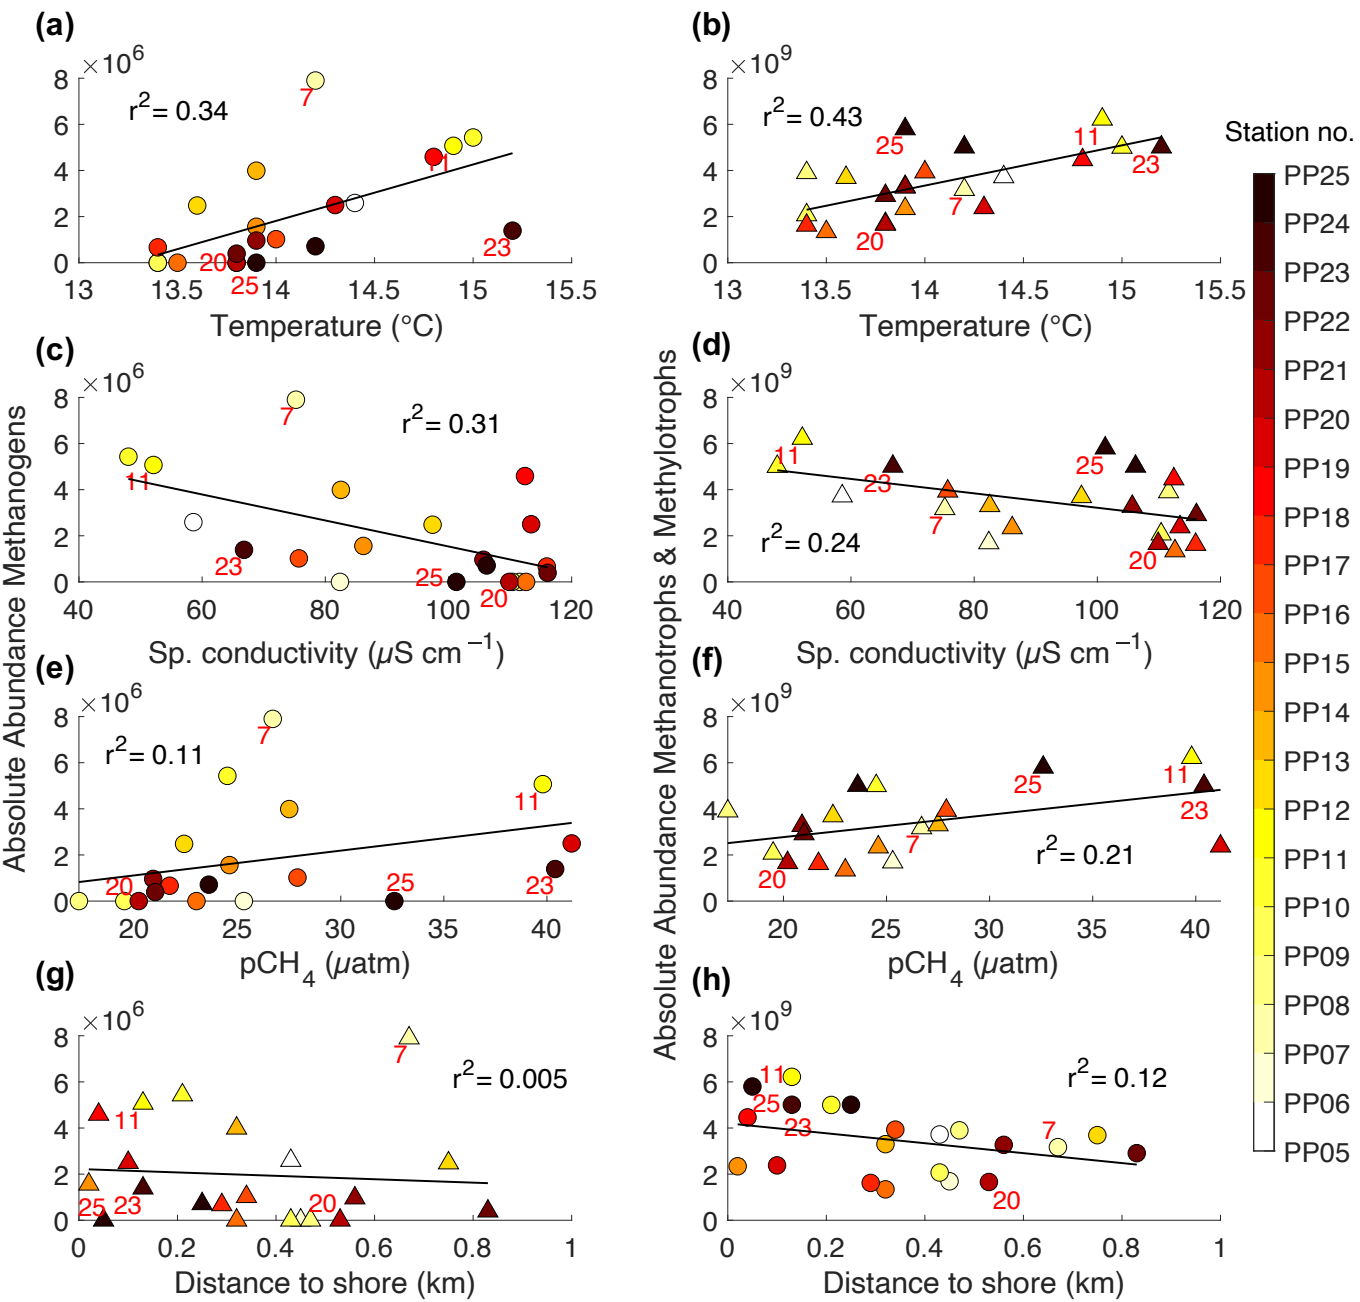 (a)
×10⁶
8
6
4
2
0
r² = 0.34
7
11
20
25
23
13
13.5
14
14.5
15
15.5
Temperature (°C)
(b)
×10⁹
8
6
4
2
0
r² = 0.43
25
11
23
7
20
13
13.5
14
14.5
15
15.5
Temperature (°C)
(c)
×10⁶
8
6
4
2
0
r² = 0.31
7
11
23
25
20
40
60
80
100
120
Sp. conductivity (µS cm⁻¹)
(d)
×10⁹
8
6
4
2
0
r² = 0.24
11
23
25
7
20
40
60
80
100
120
Sp. conductivity (µS cm⁻¹)
(e)
×10⁶
8
6
4
2
0
r² = 0.11
7
11
20
25
23
20
25
30
35
40
pCH₄ (µatm)
(f)
×10⁹
8
6
4
2
0
r² = 0.21
25
11
23
7
20
20
25
30
35
40
pCH₄ (µatm)
(g)
×10⁶
8
6
4
2
0
r² = 0.005
7
11
25
23
20
0
0.2
0.4
0.6
0.8
1
Distance to shore (km)
(h)
×10⁹
8
6
4
2
0
r² = 0.12
11
25
23
7
20
0
0.2
0.4
0.6
0.8
1
Distance to shore (km)
Absolute Abundance Methanogens
Absolute Abundance Methanotrophs & Methylotrophs
Station no.
PP25
PP24
PP23
PP22
PP21
PP20
PP19
PP18
PP17
PP16
PP15
PP14
PP13
PP12
PP11
PP10
PP09
PP08
PP07
PP06
PP05